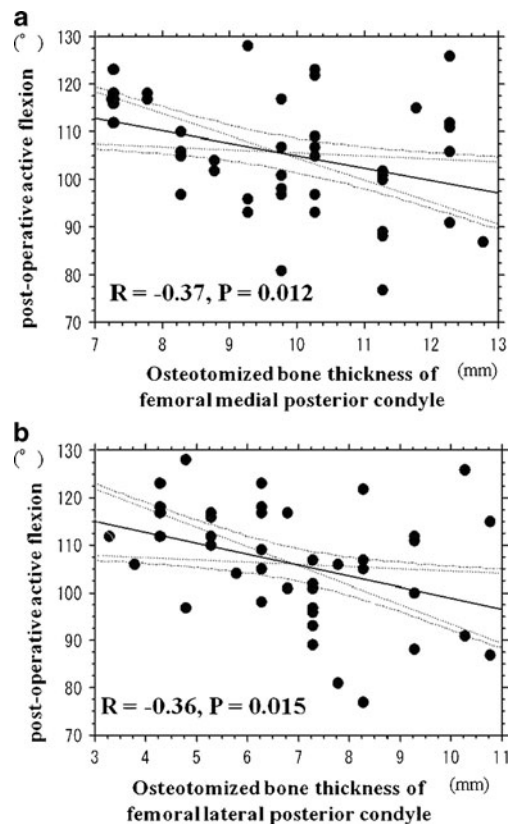 a
(°)
130
120
110
100
90
80
70
post-operative active flexion
R = -0.37, P = 0.012
7 8 9 10 11 12 13
Osteotomized bone thickness of (mm)
femoral medial posterior condyle
b
(°)
130
120
110
100
90
80
70
post-operative active flexion
R = -0.36, P = 0.015
3 4 5 6 7 8 9 10 11
Osteotomized bone thickness of (mm)
femoral lateral posterior condyle